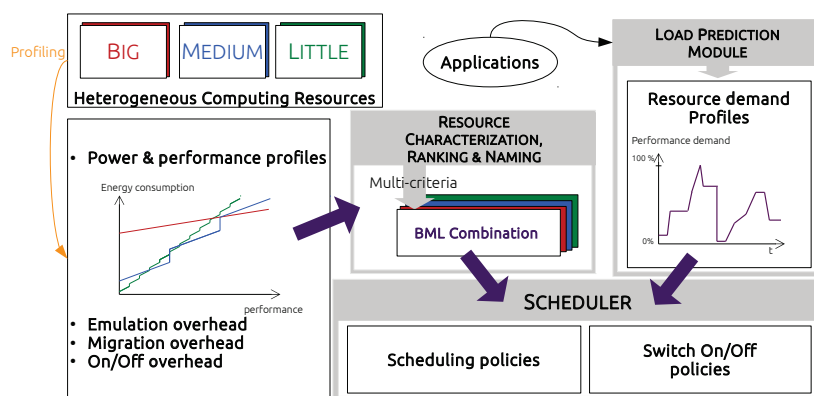 Profiling
BIG
MEDIUM
LITTLE
Heterogeneous Computing Resources
Applications
LOAD PREDICTION
MODULE
Resource demand
Profiles
Performance demand
100 %
0%
t
• Power & performance profiles
Energy consumption
performance
• Emulation overhead
• Migration overhead
• On/Off overhead
RESOURCE
CHARACTERIZATION,
RANKING & NAMING
Multi-criteria
BML Combination
SCHEDULER
Scheduling policies
Switch On/Off
policies